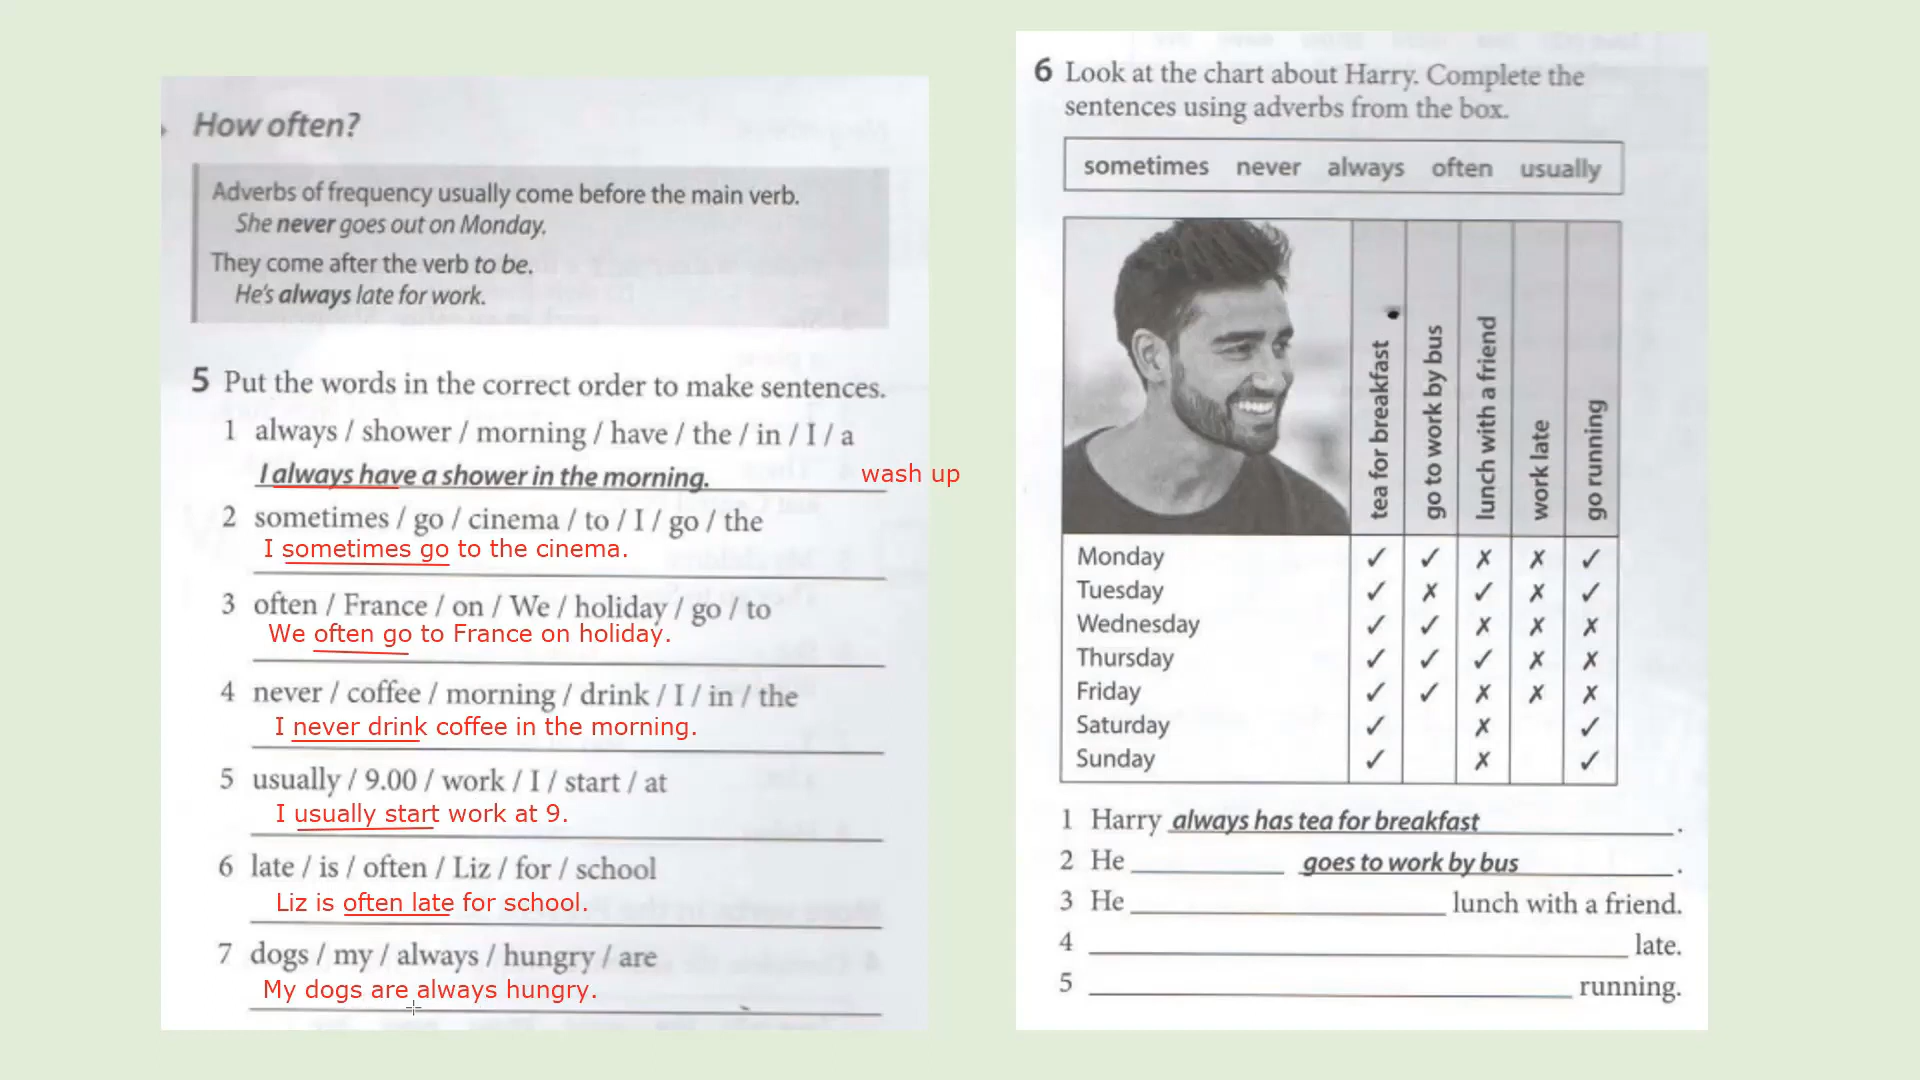 How often?
Adverbs of frequency usually come before the main verb.
She never goes out on Monday.
They come after the verb to be.
He's always late for work.
5 Put the words in the correct order to make sentences.
1 always / shower / morning / have / the / in / I / a
I always have a shower in the morning.
wash up
2 sometimes / go / cinema / to / I / go / the
I sometimes go to the cinema.
3 often / France / on / We / holiday / go / to
We often go to France on holiday.
4 never / coffee / morning / drink / I / in / the
I never drink coffee in the morning.
5 usually / 9.00 / work / I / start / at
I usually start work at 9.
6 late / is / often / Liz / for / school
Liz is often late for school.
7 dogs / my / always / hungry / are
My dogs are always hungry.
6 Look at the chart about Harry. Complete the
sentences using adverbs from the box.
sometimes never always often usually
tea for breakfast
go to work by bus
lunch with a friend
work late
go running
Monday ✓ ✓ ✗ ✗ ✓
Tuesday ✓ ✗ ✓ ✗ ✓
Wednesday ✓ ✓ ✗ ✗ ✗
Thursday ✓ ✓ ✓ ✗ ✗
Friday ✓ ✓ ✗ ✗ ✗
Saturday ✓ ✗ ✓
Sunday ✓ ✗ ✓
1 Harry always has tea for breakfast.
2 He ________ goes to work by bus.
3 He ________ lunch with a friend.
4 ________ late.
5 ________ running.